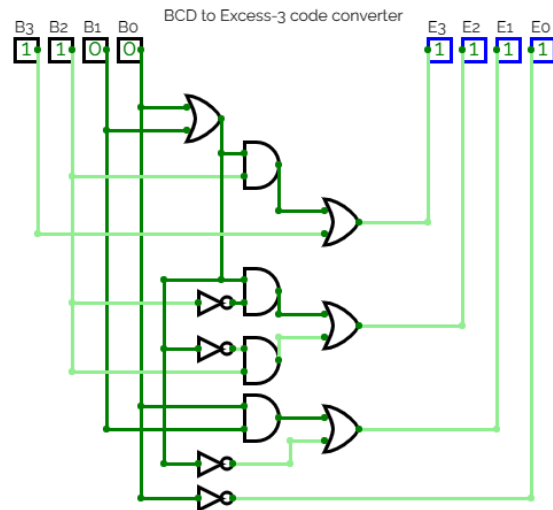 BCD to Excess-3 code converter
B3 B2 B1 B0 E3 E2 E1 E0
1 1 0 0 1 1 1 1